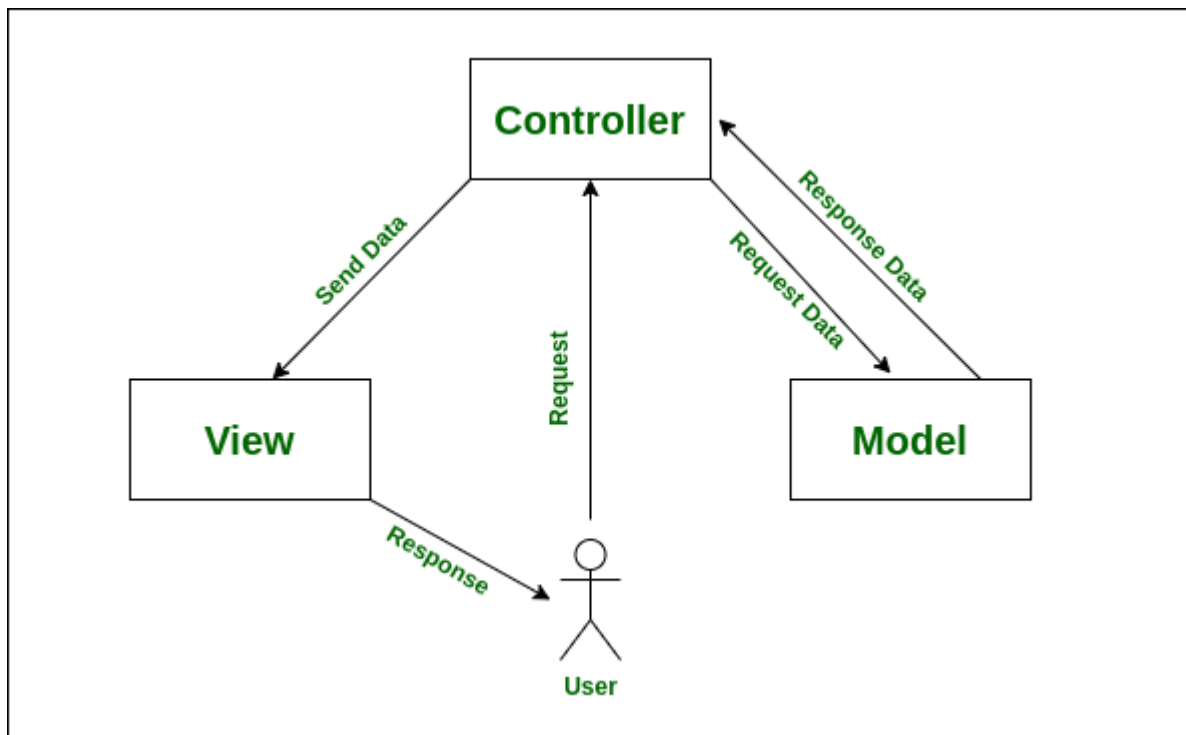 Controller
Send Data
Request
Request Data
Response Data
View
Model
Response
User